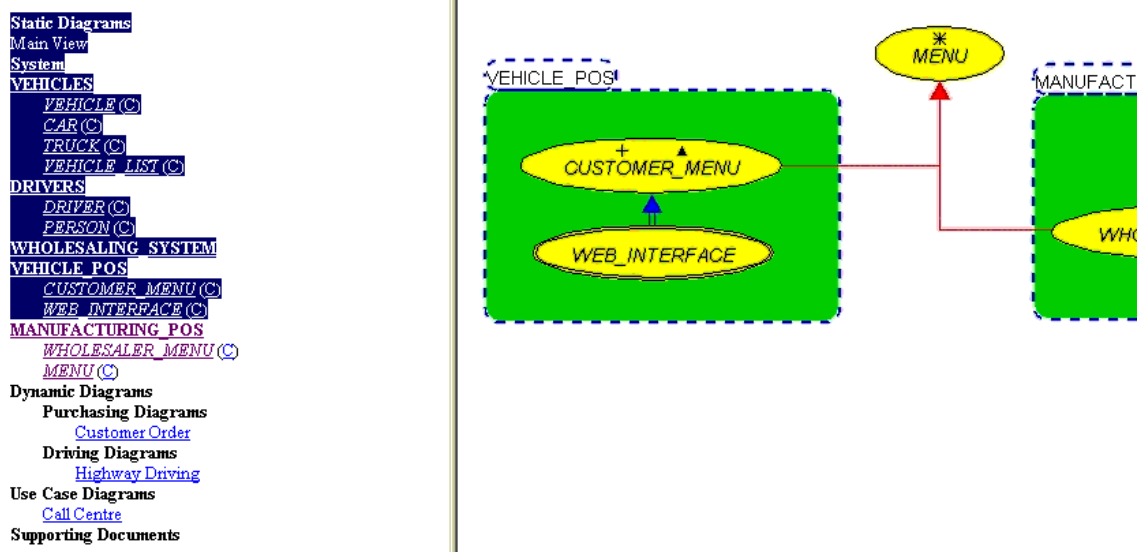 Static Diagrams
Main View
System
VEHICLES
VEHICLE (C)
CAR (C)
TRUCK (C)
VEHICLE_LIST (C)
DRIVERS
DRIVER (C)
PERSON (C)
WHOLESALING_SYSTEM
VEHICLE_POS
CUSTOMER_MENU (C)
WEB_INTERFACE (C)
MANUFACTURING_POS
WHOLESALER_MENU (C)
MENU (C)
Dynamic Diagrams
Purchasing Diagrams
Customer Order
Driving Diagrams
Highway Driving
Use Case Diagrams
Call Centre
Supporting Documents
*
MENU
VEHICLE_POS
MANUFACT
+ ▲
CUSTOMER_MENU
WHO
WEB_INTERFACE